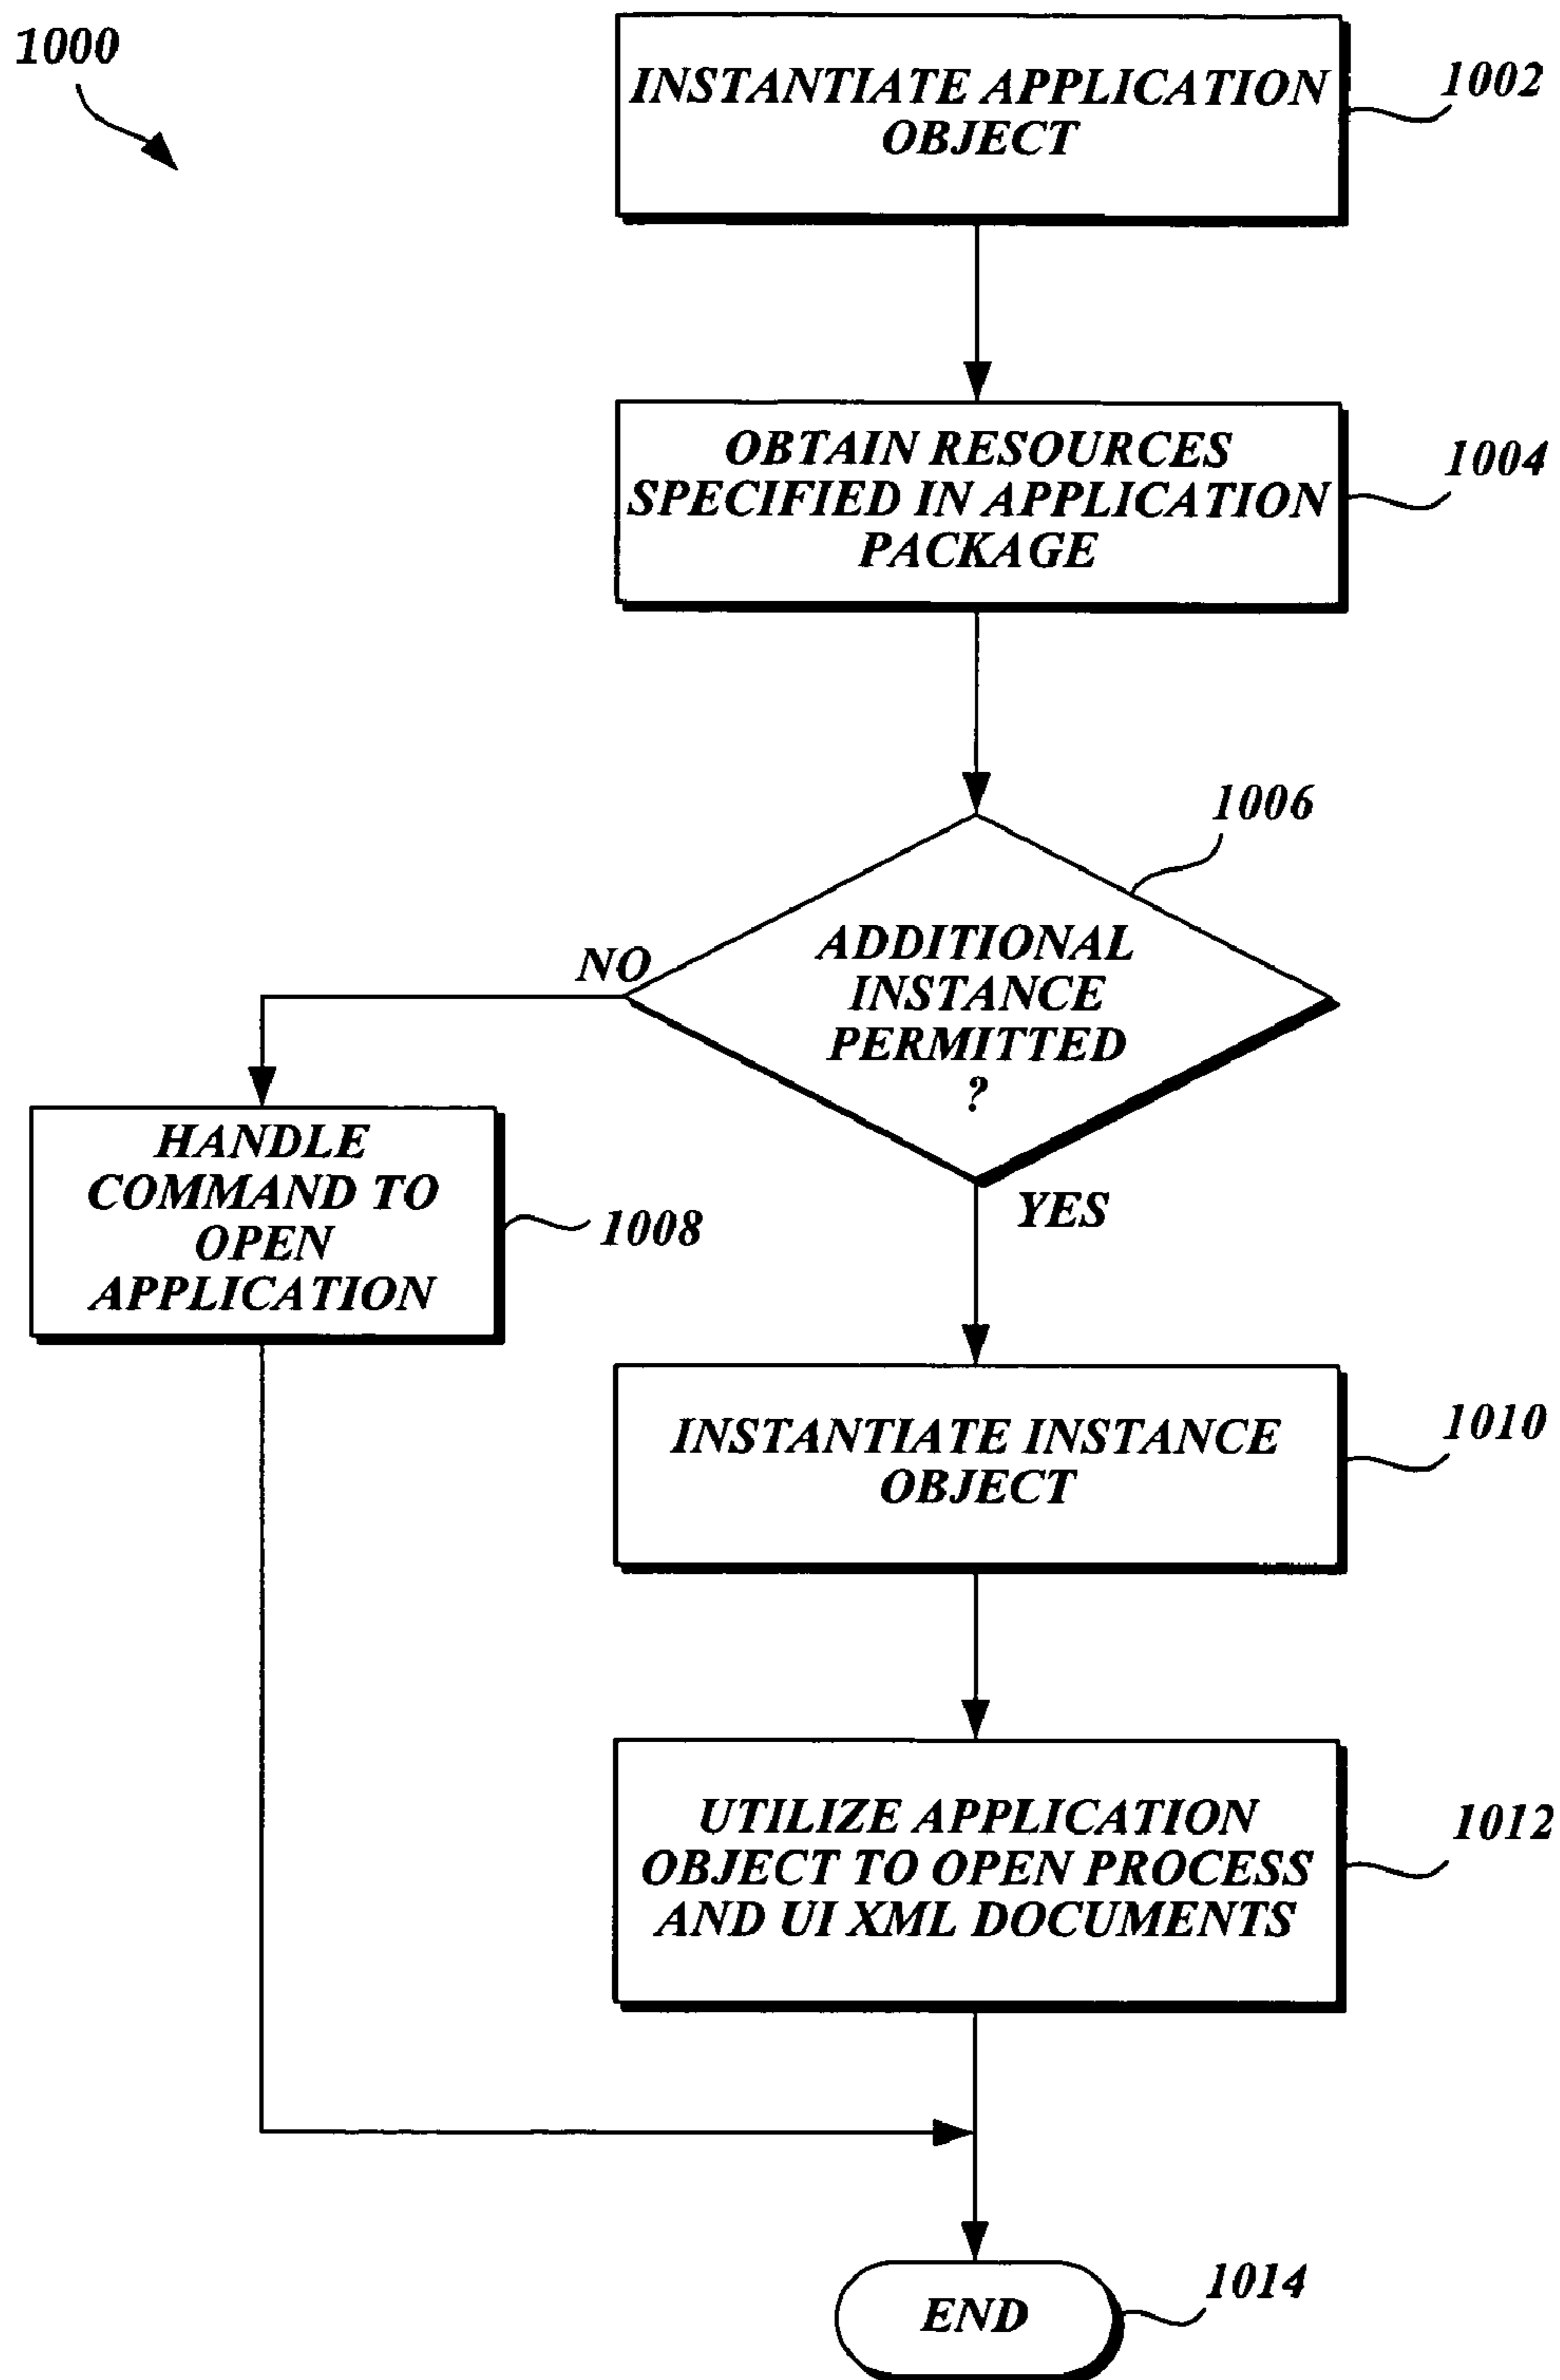 1000
INSTANTIATE APPLICATION
OBJECT
1002
OBTAIN RESOURCES
SPECIFIED IN APPLICATION
PACKAGE
1004
1006
ADDITIONAL
INSTANCE
PERMITTED
?
NO
YES
HANDLE
COMMAND TO
OPEN
APPLICATION
1008
INSTANTIATE INSTANCE
OBJECT
1010
UTILIZE APPLICATION
OBJECT TO OPEN PROCESS
AND UI XML DOCUMENTS
1012
END
1014